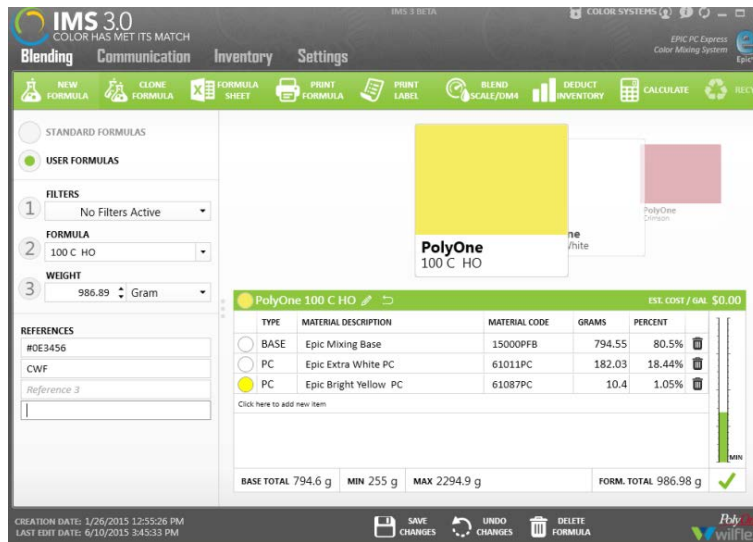 IMS 3 BETA
COLOR SYSTEMS
IMS 3.0
COLOR HAS MET ITS MATCH
EPIC PC Express
Color Mixing System
Epic
Blending Communication Inventory Settings
NEW FORMULA
CLONE FORMULA
FORMULA SHEET
PRINT FORMULA
PRINT LABEL
BLEND SCALE/DM4
DEDUCT INVENTORY
CALCULATE
STANDARD FORMULAS
USER FORMULAS
FILTERS
1 No Filters Active
FORMULA
2 100 C HO
WEIGHT
3 986.89 Gram
REFERENCES
#0E3456
CWF
Reference 3
PolyOne
100 C HO
ne
White
PolyOne
Crimson
PolyOne 100 C HO EST. COST / GAL $0.00
TYPE MATERIAL DESCRIPTION MATERIAL CODE GRAMS PERCENT
BASE Epic Mixing Base 15000PFB 794.55 80.5%
PC Epic Extra White PC 61011PC 182.03 18.44%
PC Epic Bright Yellow PC 61087PC 10.4 1.05%
Click here to add new item
MIN
BASE TOTAL 794.6 g MIN 255 g MAX 2294.9 g FORM. TOTAL 986.98 g
CREATION DATE: 1/26/2015 12:55:26 PM
LAST EDIT DATE: 6/10/2015 3:45:33 PM
SAVE CHANGES
UNDO CHANGES
DELETE FORMULA
Poly
wilfle